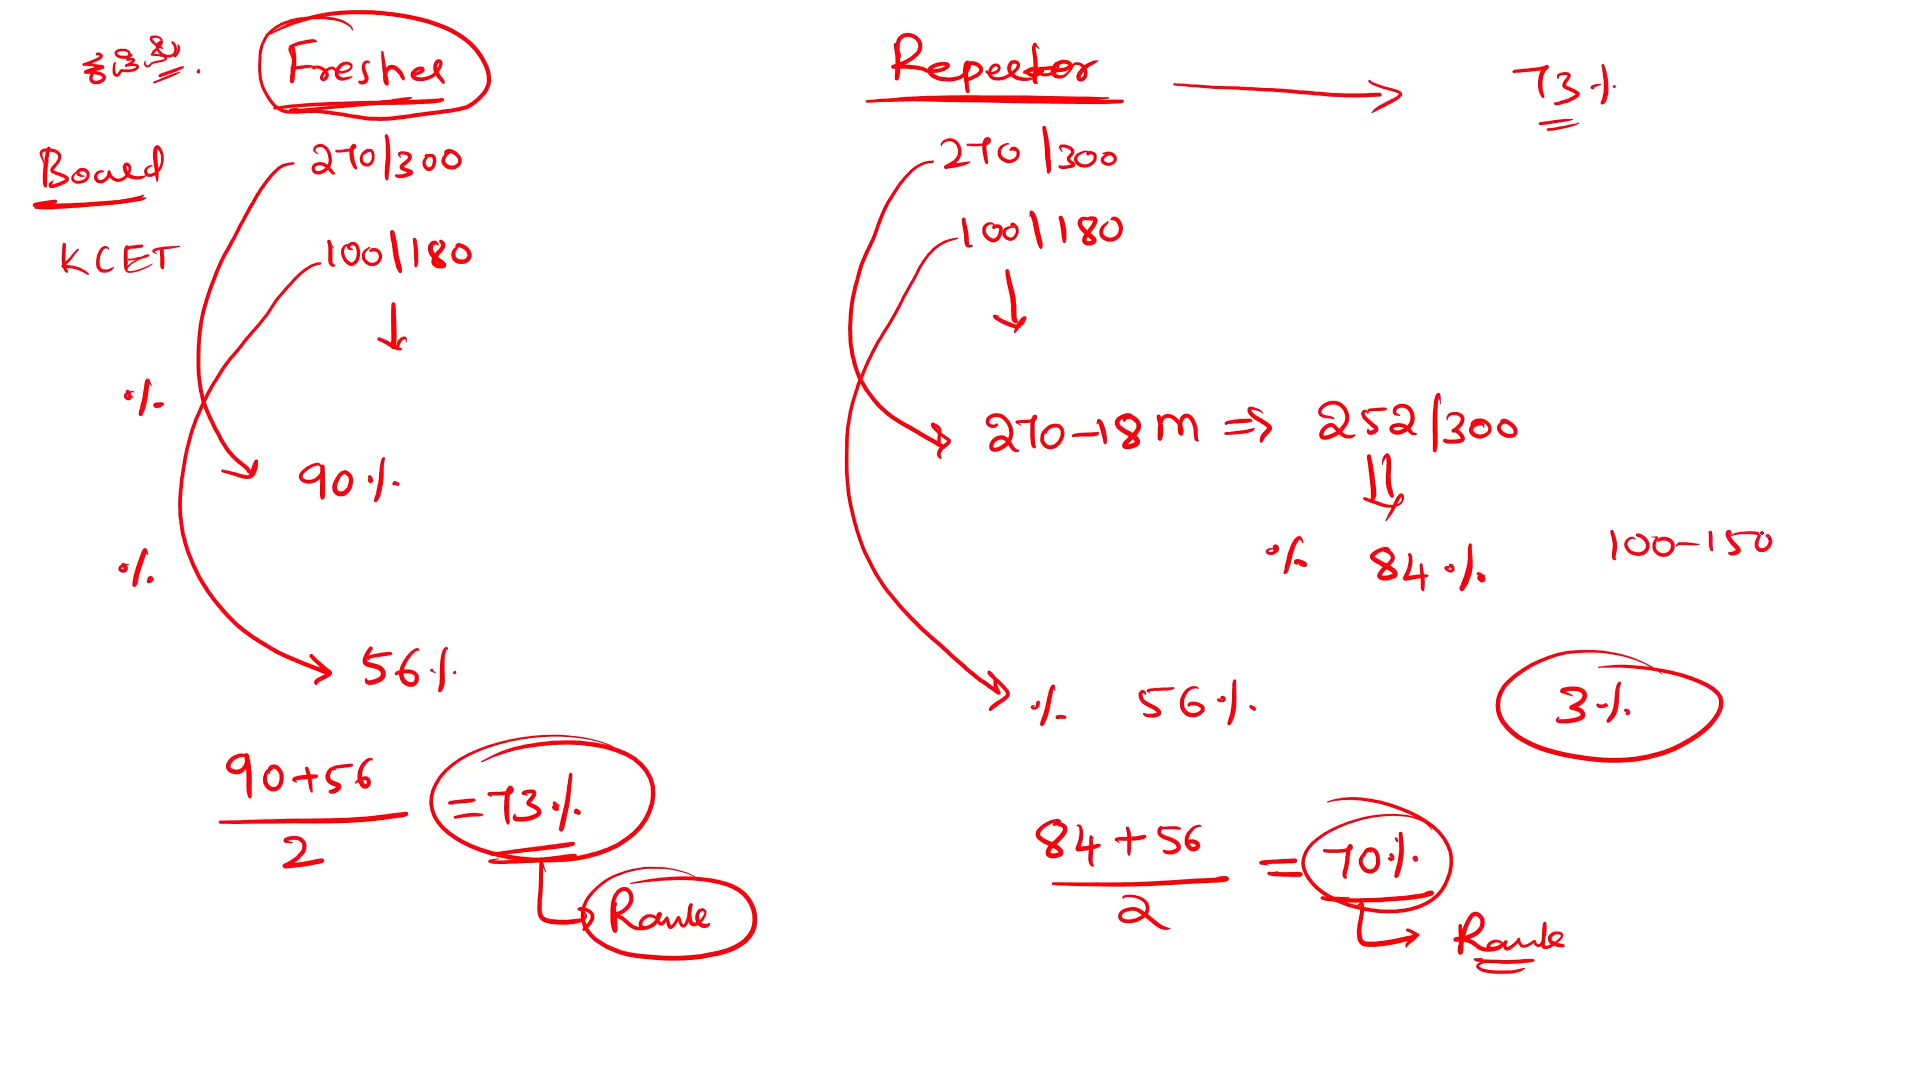 Fresher
Repeetor
73%
Board
270/300
270/300
KCET
100/180
100/180
%
270-18m ⇒ 252/300
90%
%
% 84%
100-150
56%
% 56%
3%
90+56
2
=73%
84+56
2
=70%
Rank
Rank